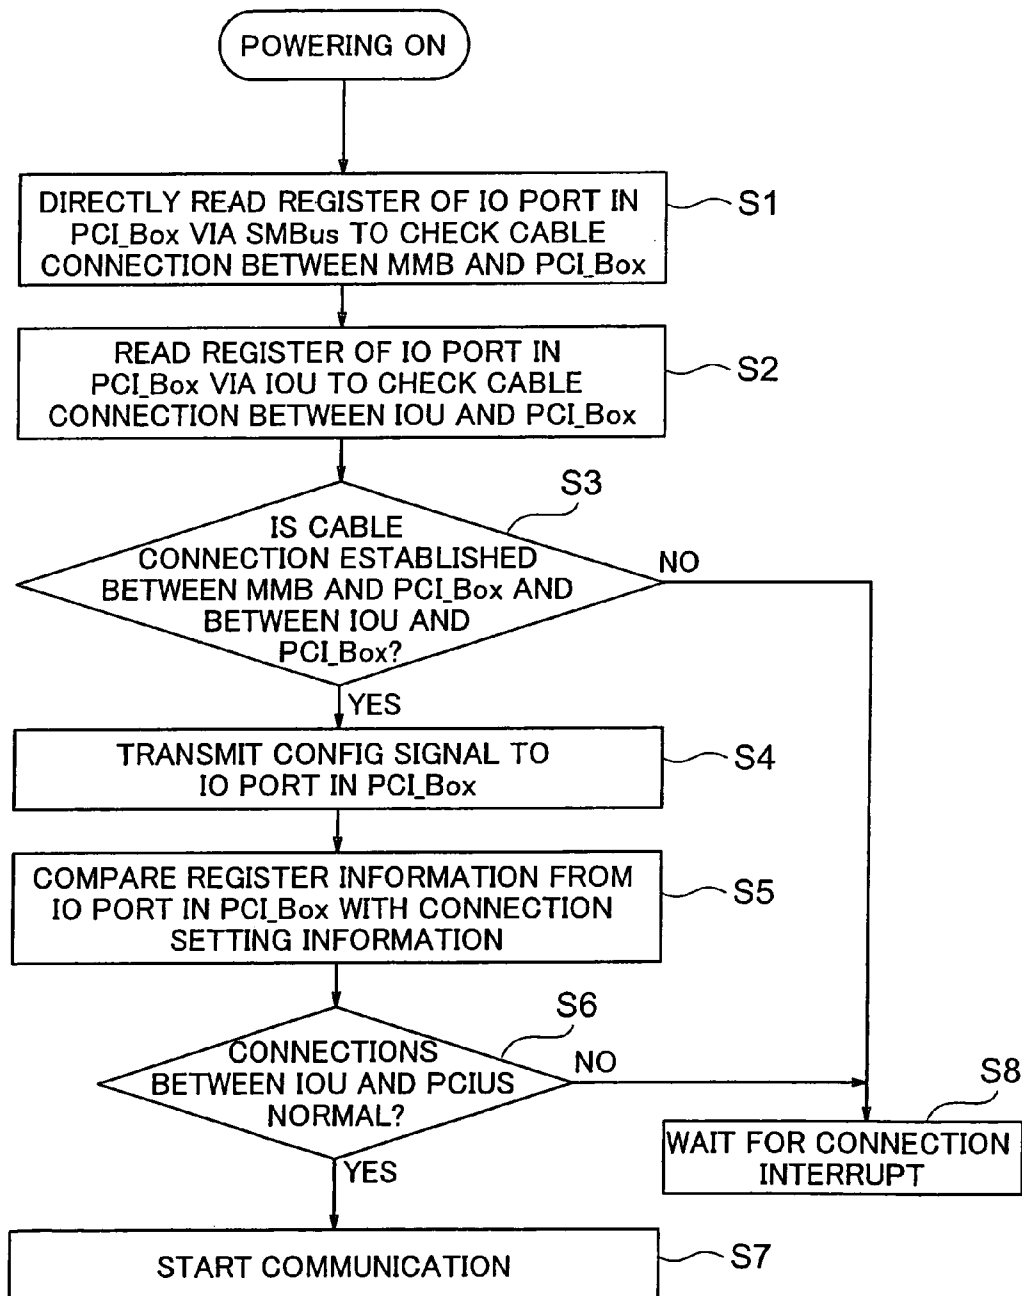 POWERING ON
DIRECTLY READ REGISTER OF IO PORT IN
PCI_Box VIA SMBus TO CHECK CABLE
CONNECTION BETWEEN MMB AND PCI_Box
S1
READ REGISTER OF IO PORT IN
PCI_Box VIA IOU TO CHECK CABLE
CONNECTION BETWEEN IOU AND PCI_Box
S2
S3
IS CABLE
CONNECTION ESTABLISHED
BETWEEN MMB AND PCI_Box AND
BETWEEN IOU AND
PCI_Box?
NO
YES
TRANSMIT CONFIG SIGNAL TO
IO PORT IN PCI_Box
S4
COMPARE REGISTER INFORMATION FROM
IO PORT IN PCI_Box WITH CONNECTION
SETTING INFORMATION
S5
S6
CONNECTIONS
BETWEEN IOU AND PCIUS
NORMAL?
NO
YES
S8
WAIT FOR CONNECTION
INTERRUPT
START COMMUNICATION
S7